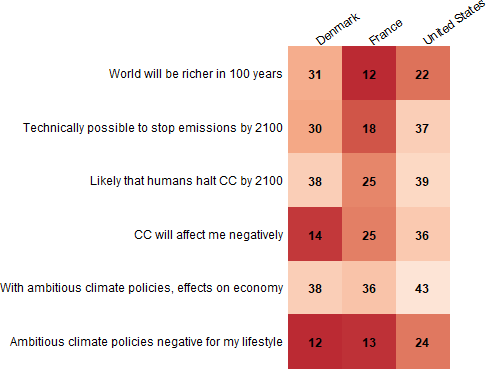 Denmark France United States
World will be richer in 100 years 31 12 22
Technically possible to stop emissions by 2100 30 18 37
Likely that humans halt CC by 2100 38 25 39
CC will affect me negatively 14 25 36
With ambitious climate policies, effects on economy 38 36 43
Ambitious climate policies negative for my lifestyle 12 13 24